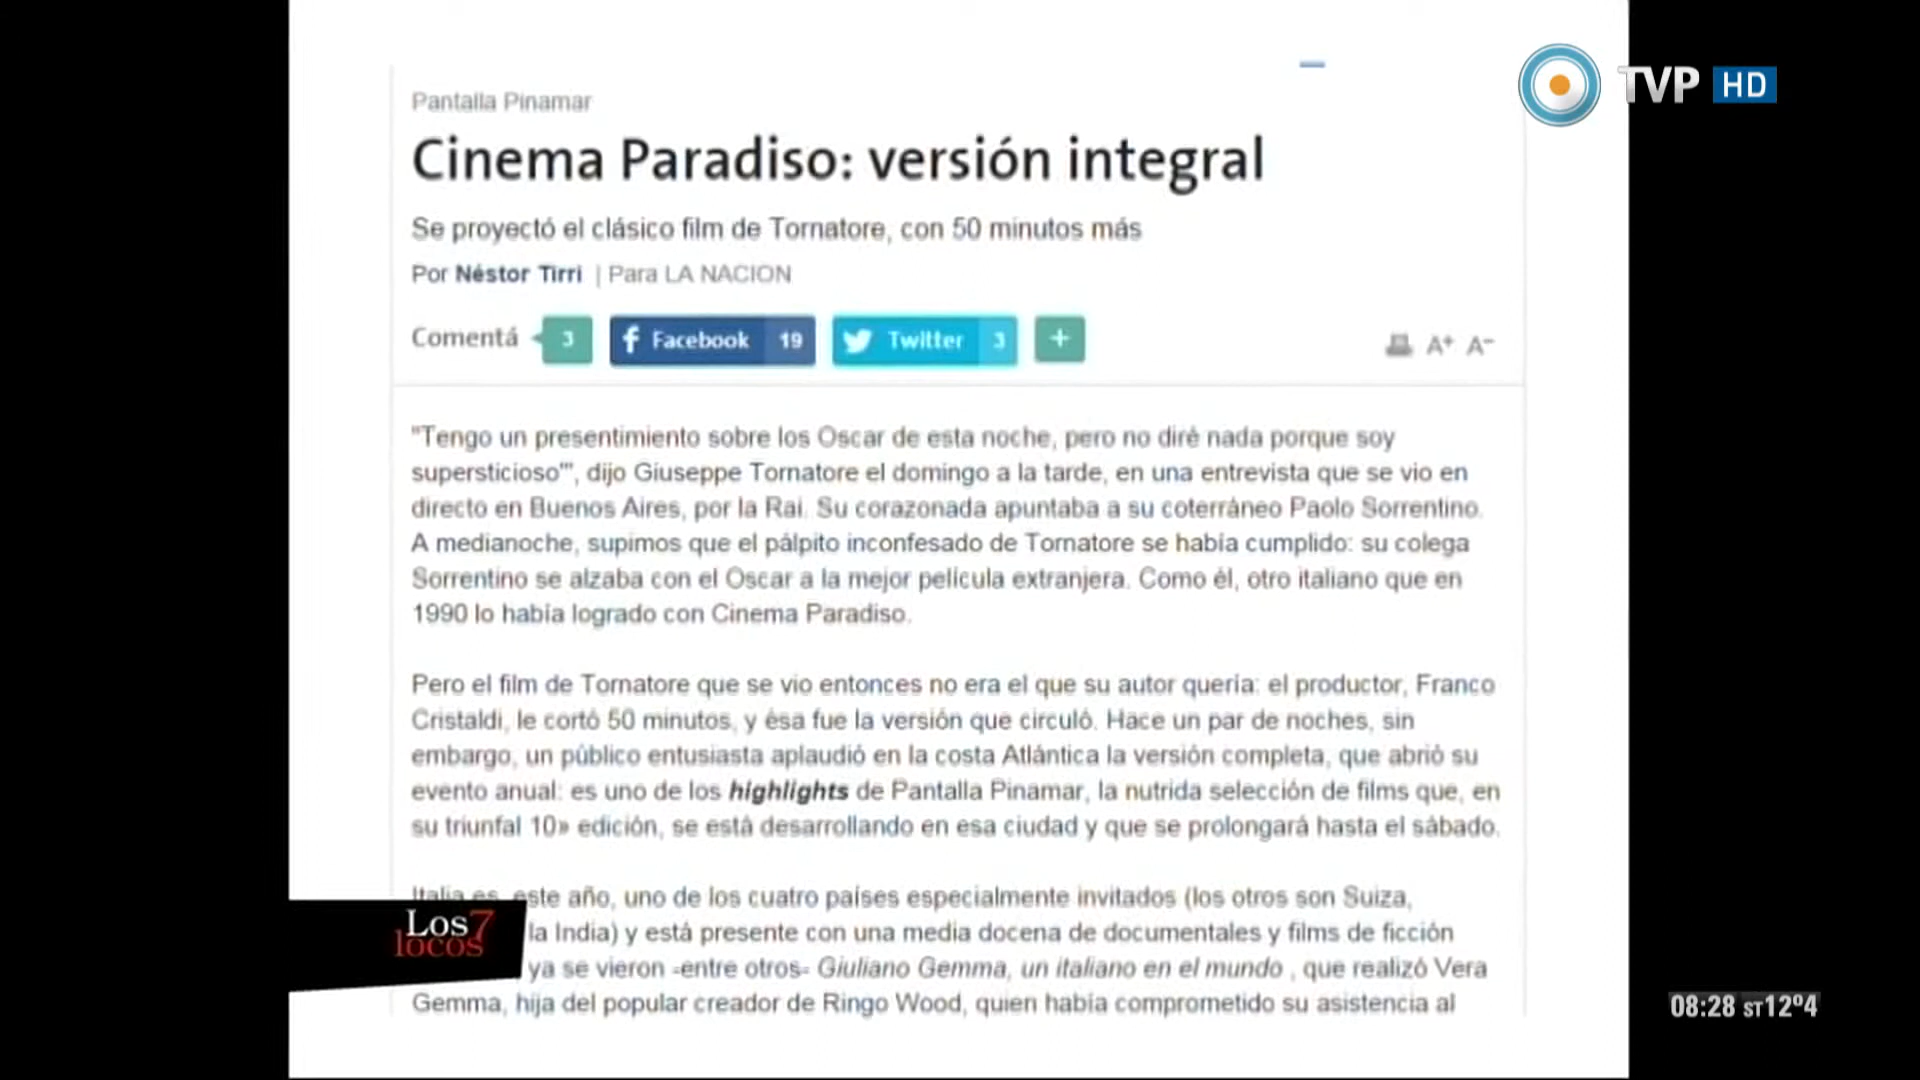 TVP HD
Pantalla Pinamar
Cinema Paradiso: versión integral
Se proyectó el clásico film de Tornatore, con 50 minutos más
Por Néstor Tirri | Para LA NACION
Comentá 3 Facebook 19 Twitter 3 + A+ A-
"Tengo un presentimiento sobre los Oscar de esta noche, pero no diré nada porque soy
supersticioso"', dijo Giuseppe Tornatore el domingo a la tarde, en una entrevista que se vio en
directo en Buenos Aires, por la Rai. Su corazonada apuntaba a su coterráneo Paolo Sorrentino.
A medianoche, supimos que el pálpito inconfesado de Tornatore se había cumplido: su colega
Sorrentino se alzaba con el Oscar a la mejor película extranjera. Como él, otro italiano que en
1990 lo había logrado con Cinema Paradiso.
Pero el film de Tornatore que se vio entonces no era el que su autor quería: el productor, Franco
Cristaldi, le cortó 50 minutos, y ésa fue la versión que circuló. Hace un par de noches, sin
embargo, un público entusiasta aplaudió en la costa Atlántica la versión completa, que abrió su
evento anual: es uno de los highlights de Pantalla Pinamar, la nutrida selección de films que, en
su triunfal 10» edición, se está desarrollando en esa ciudad y que se prolongará hasta el sábado.
Italia es, este año, uno de los cuatro países especialmente invitados (los otros son Suiza,
la India) y está presente con una media docena de documentales y films de ficción
ya se vieron -entre otros- Giuliano Gemma, un italiano en el mundo , que realizó Vera
Gemma, hija del popular creador de Ringo Wood, quien había comprometido su asistencia al
Los 7
locos
08:28 ST12º4